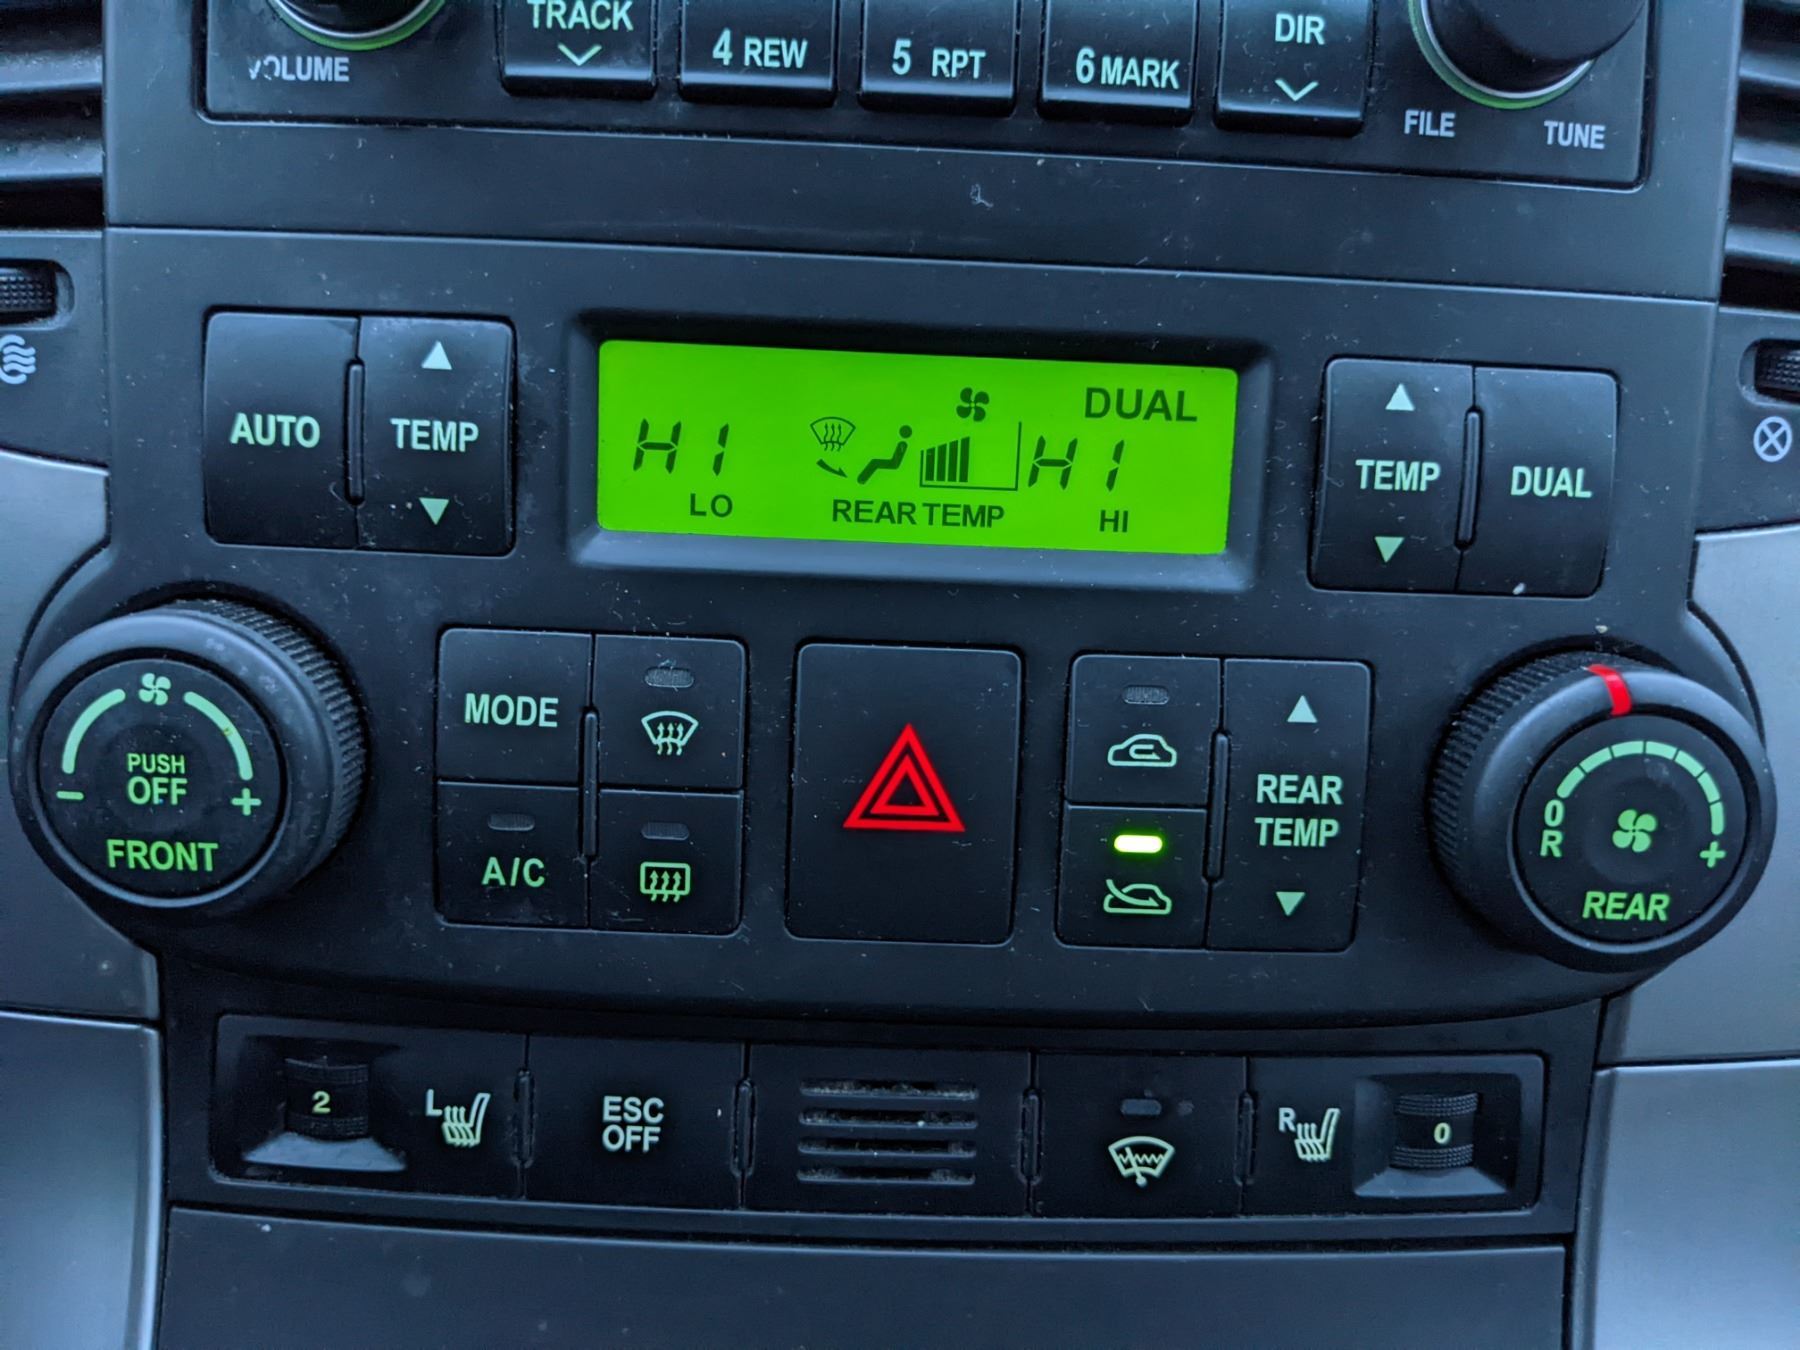 VOLUME
TRACK
4 REW
5 RPT
6 MARK
DIR
FILE
TUNE
AUTO
TEMP
HI
LO
REAR TEMP
DUAL
HI
HI
TEMP
DUAL
PUSH
OFF
- +
FRONT
MODE
A/C
REAR
TEMP
O
R
+
REAR
2
L
ESC
OFF
R
0